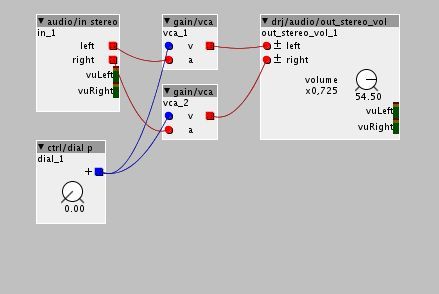 audio/in stereo
in_1
left
right
vuLeft
vuRight
gain/vca
vca_1
v
a
gain/vca
vca_2
v
a
drj/audio/out_stereo_vol
out_stereo_vol_1
± left
± right
volume
x0,725
54.50
vuLeft
vuRight
ctrl/dial p
dial_1
+
0.00